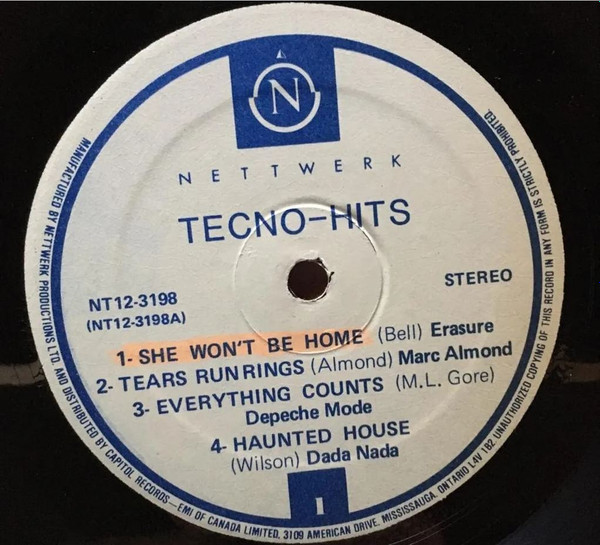 N
NETTWERK
TECNO-HITS
STEREO
NT12-3198
(NT12-3198A)
1- SHE WON'T BE HOME (Bell) Erasure
2- TEARS RUN RINGS (Almond) Marc Almond
3- EVERYTHING COUNTS (M.L. Gore)
Depeche Mode
4- HAUNTED HOUSE
(Wilson) Dada Nada
1
MANUFACTURED BY NETTWERK PRODUCTIONS LTD. AND DISTRIBUTED BY CAPITOL RECORDS-EMI OF CANADA LIMITED, 3109 AMERICAN DRIVE, MISSISSAUGA, ONTARIO L4V 1B2. UNAUTHORIZED COPYING OF THIS RECORD IN ANY FORM IS STRICTLY PROHIBITED.